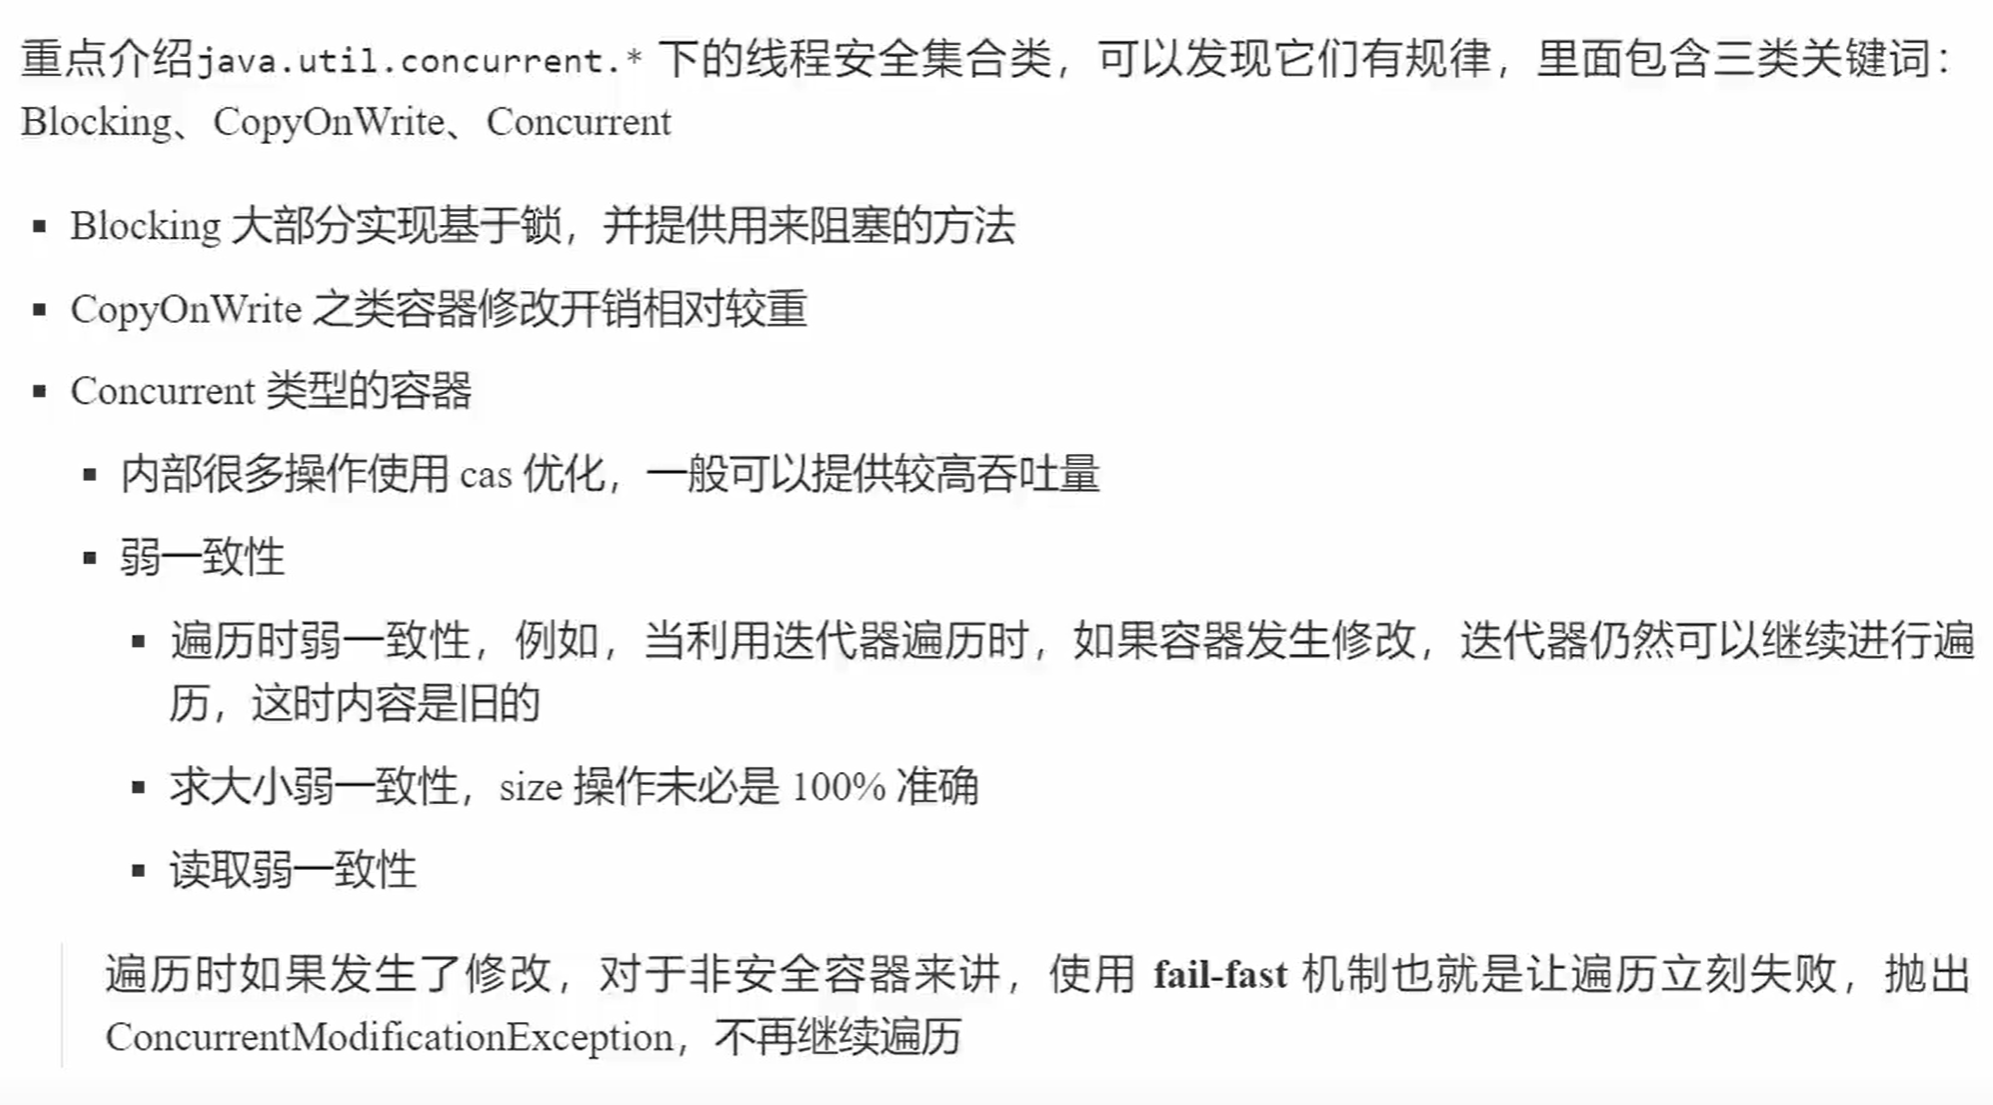 重点介绍java.util.concurrent.* 下的线程安全集合类，可以发现它们有规律，里面包含三类关键词：
Blocking、CopyOnWrite、Concurrent
▪ Blocking 大部分实现基于锁，并提供用来阻塞的方法
▪ CopyOnWrite 之类容器修改开销相对较重
▪ Concurrent 类型的容器
▪ 内部很多操作使用 cas 优化，一般可以提供较高吞吐量
▪ 弱一致性
▪ 遍历时弱一致性，例如，当利用迭代器遍历时，如果容器发生修改，迭代器仍然可以继续进行遍
历，这时内容是旧的
▪ 求大小弱一致性，size 操作未必是 100% 准确
▪ 读取弱一致性
遍历时如果发生了修改，对于非安全容器来讲，使用 fail-fast 机制也就是让遍历立刻失败，抛出
ConcurrentModificationException，不再继续遍历